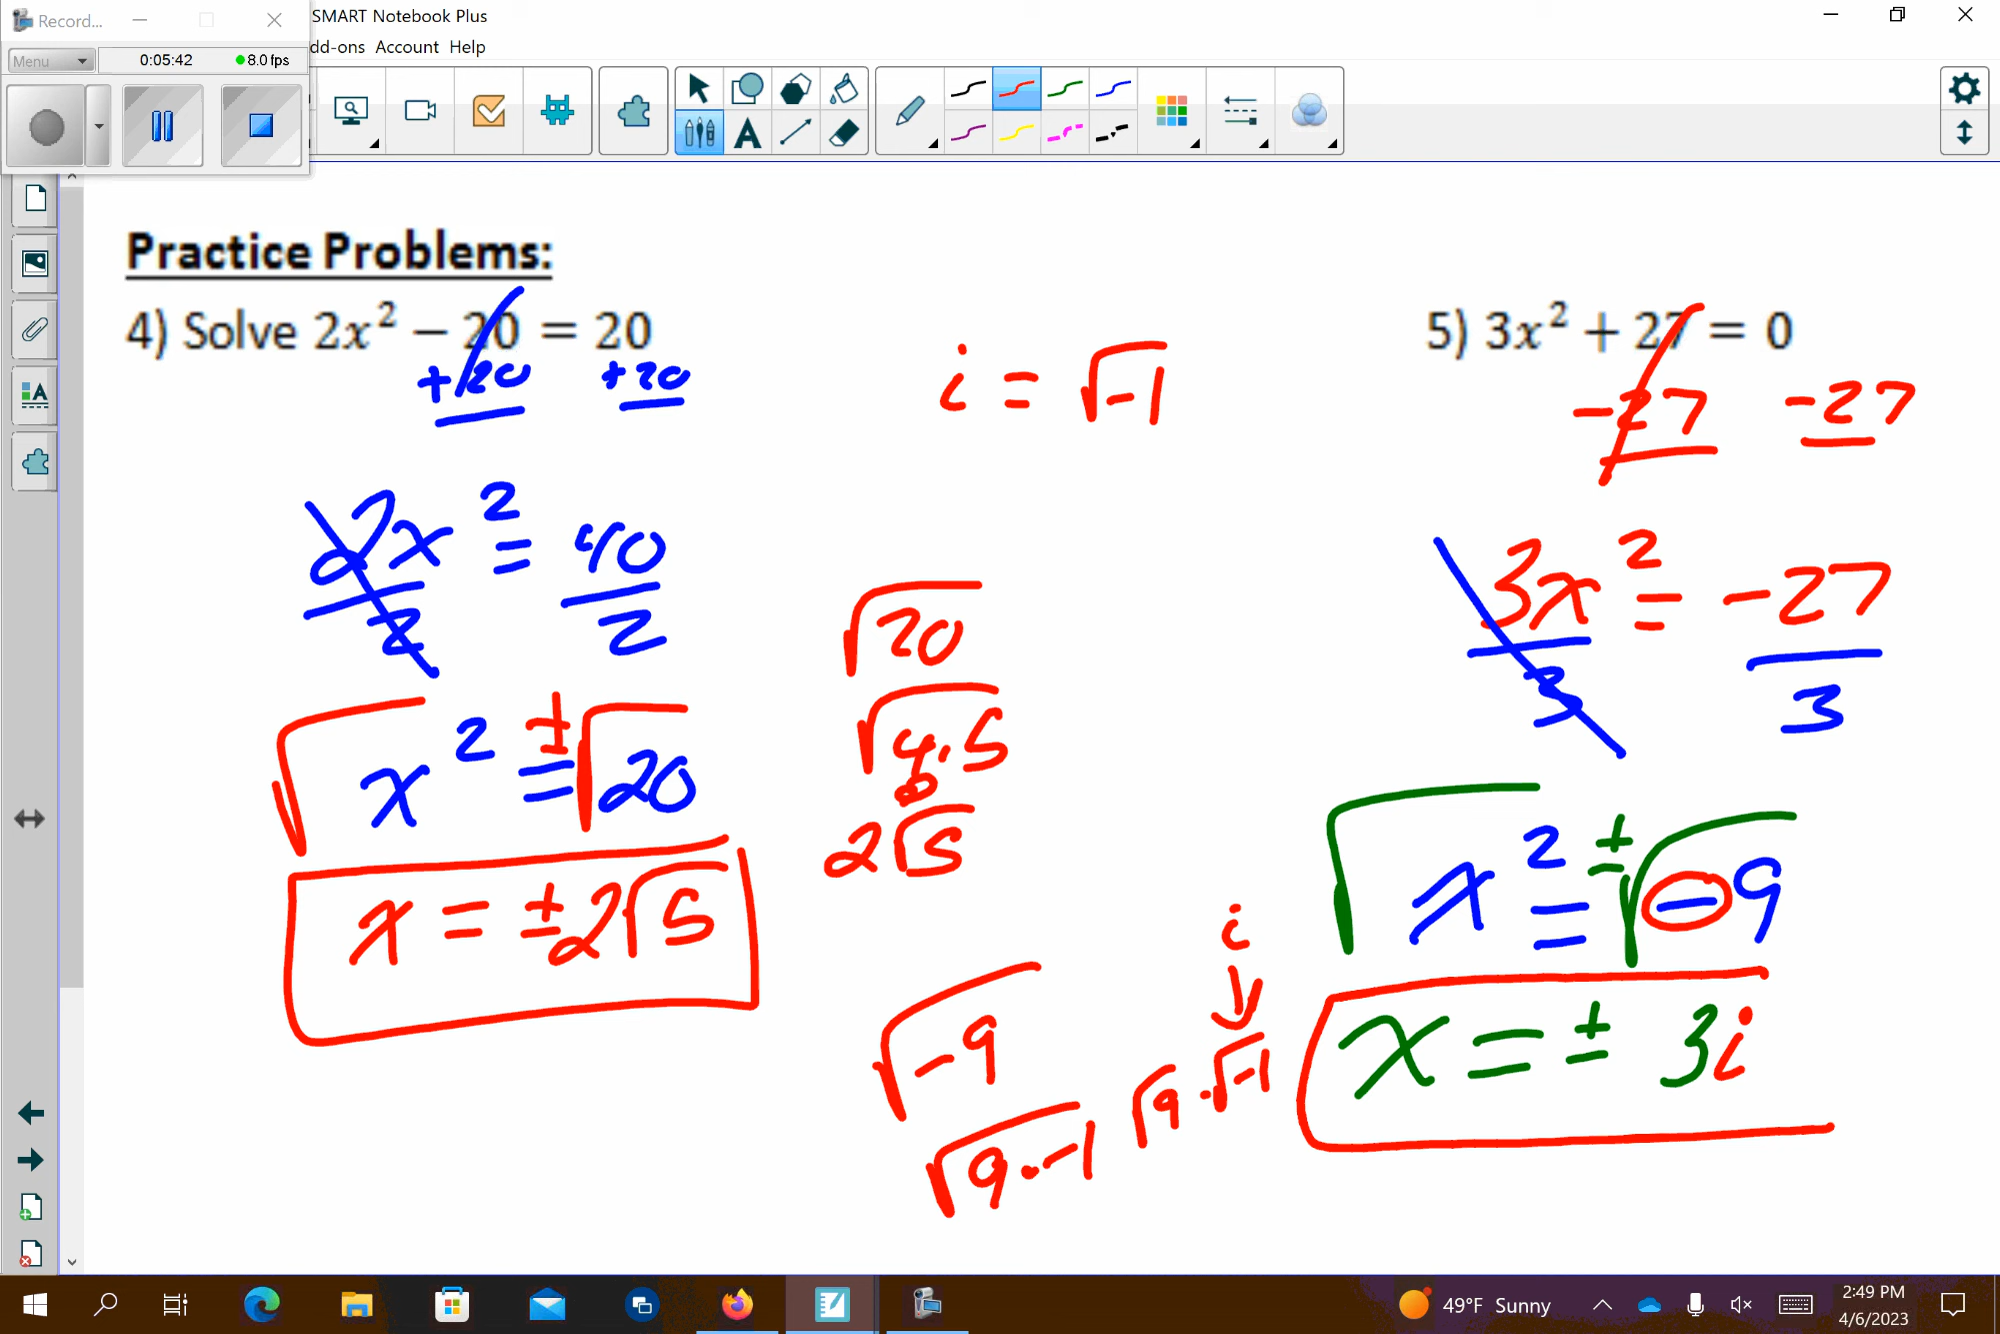 Record...
SMART Notebook Plus
dd-ons Account Help
Menu 0:05:42 8.0 fps
Practice Problems:
4) Solve 2x² − 20 = 20
+20 +20
2x² = 40
2 2
√x² = ±√20
x = ±2√5
i = √-1
√20
√4·5
2√5
√-9
√9·-1
√9·√-1
i
5) 3x² + 27 = 0
-27 -27
3x² = -27
3 3
√x² = ±√-9
x = ± 3i
49°F Sunny
2:49 PM
4/6/2023